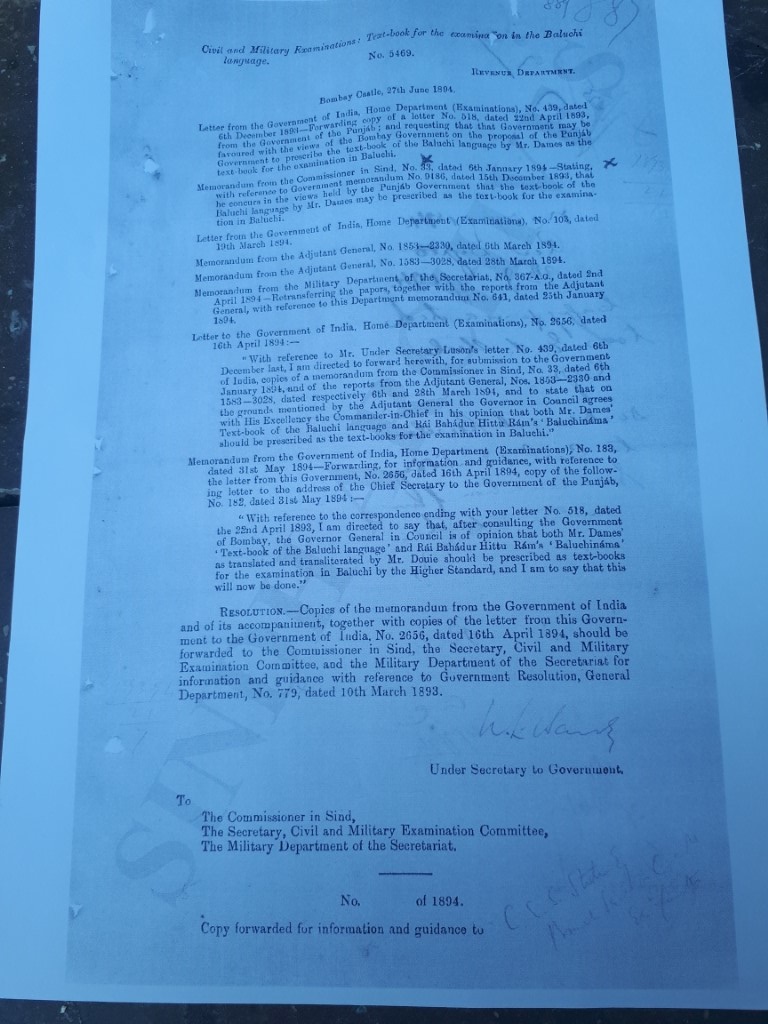 Civil and Military Examinations: Text-book for the examination in the Baluchi
language.
No. 5469.
REVENUE DEPARTMENT.
Bombay Castle, 27th June 1894.
Letter from the Government of India, Home Department (Examinations), No. 439, dated
6th December 1893—Forwarding copy of a letter No. 518, dated 22nd April 1893,
from the Government of the Punjáb; and requesting that Government may be
favoured with the views of the Bombay Government on the proposal of the Punjáb
Government to prescribe the text-book of the Baluchi language by Mr. Dames as the
text-book for the examination in Baluchi.
Memorandum from the Commissioner in Sind, No. 33, dated 6th January 1894—Stating,
with reference to Government memorandum No. 9186, dated 15th December 1893, that
he concurs in the views held by the Punjáb Government that the text-book of the
Baluchi language by Mr. Dames may be prescribed as the text-book for the examina-
tion in Baluchi.
Letter from the Government of India, Home Department (Examinations), No. 103, dated
19th March 1894.
Memorandum from the Adjutant General, No. 1853—2330, dated 6th March 1894.
Memorandum from the Adjutant General, No. 1583—3028, dated 28th March 1894.
Memorandum from the Military Department of the Secretariat, No. 367-A.G., dated 2nd
April 1894—Retransferring the papers, together with the reports from the Adjutant
General, with reference to this Department memorandum No. 641, dated 25th January
1894.
Letter to the Government of India, Home Department (Examinations), No. 2656, dated
16th April 1894:—
"With reference to Mr. Under Secretary Luson's letter No. 439, dated 6th
December last, I am directed to forward herewith, for submission to the Government
of India, copies of a memorandum from the Commissioner in Sind, No. 33, dated 6th
January 1894, and of the reports from the Adjutant General, Nos. 1853—2330 and
1583—3028, dated respectively 6th and 28th March 1894, and to state that on
the grounds mentioned by the Adjutant General the Governor in Council agrees
with His Excellency the Commander-in-Chief in his opinion that both Mr. Dames'
Text-book of the Baluchi language and Rái Bahádur Hittu Rám's 'Baluchináma'
should be prescribed as the text-books for the examination in Baluchi."
Memorandum from the Government of India, Home Department (Examinations), No. 183,
dated 31st May 1894—Forwarding, for information and guidance, with reference to
the letter from this Government, No. 2656, dated 16th April 1894, copy of the follow-
ing letter to the address of the Chief Secretary to the Government of the Punjáb,
No. 182, dated 31st May 1894:—
"With reference to the correspondence ending with your letter No. 518, dated
the 22nd April 1893, I am directed to say that, after consulting the Government
of Bombay, the Governor General in Council is of opinion that both Mr. Dames'
'Text-book of the Baluchi language' and Rái Bahádur Hittu Rám's 'Baluchináma'
as translated and transliterated by Mr. Douie should be prescribed as text-books
for the examination in Baluchi by the Higher Standard, and I am to say that this
will now be done."
RESOLUTION.—Copies of the memorandum from the Government of India
and of its accompaniment, together with copies of the letter from this Govern-
ment to the Government of India, No. 2656, dated 16th April 1894, should be
forwarded to the Commissioner in Sind, the Secretary, Civil and Military
Examination Committee, and the Military Department of the Secretariat for
information and guidance with reference to Government Resolution, General
Department, No. 779, dated 10th March 1893.
Under Secretary to Government.
To
The Commissioner in Sind,
The Secretary, Civil and Military Examination Committee,
The Military Department of the Secretariat.
No. of 1894.
Copy forwarded for information and guidance to